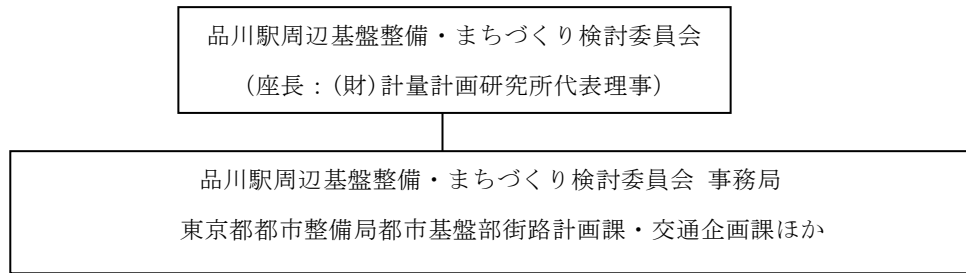 品川駅周辺基盤整備・まちづくり検討委員会
(座長：(財)計量計画研究所代表理事)
品川駅周辺基盤整備・まちづくり検討委員会 事務局
東京都都市整備局都市基盤部街路計画課・交通企画課ほか